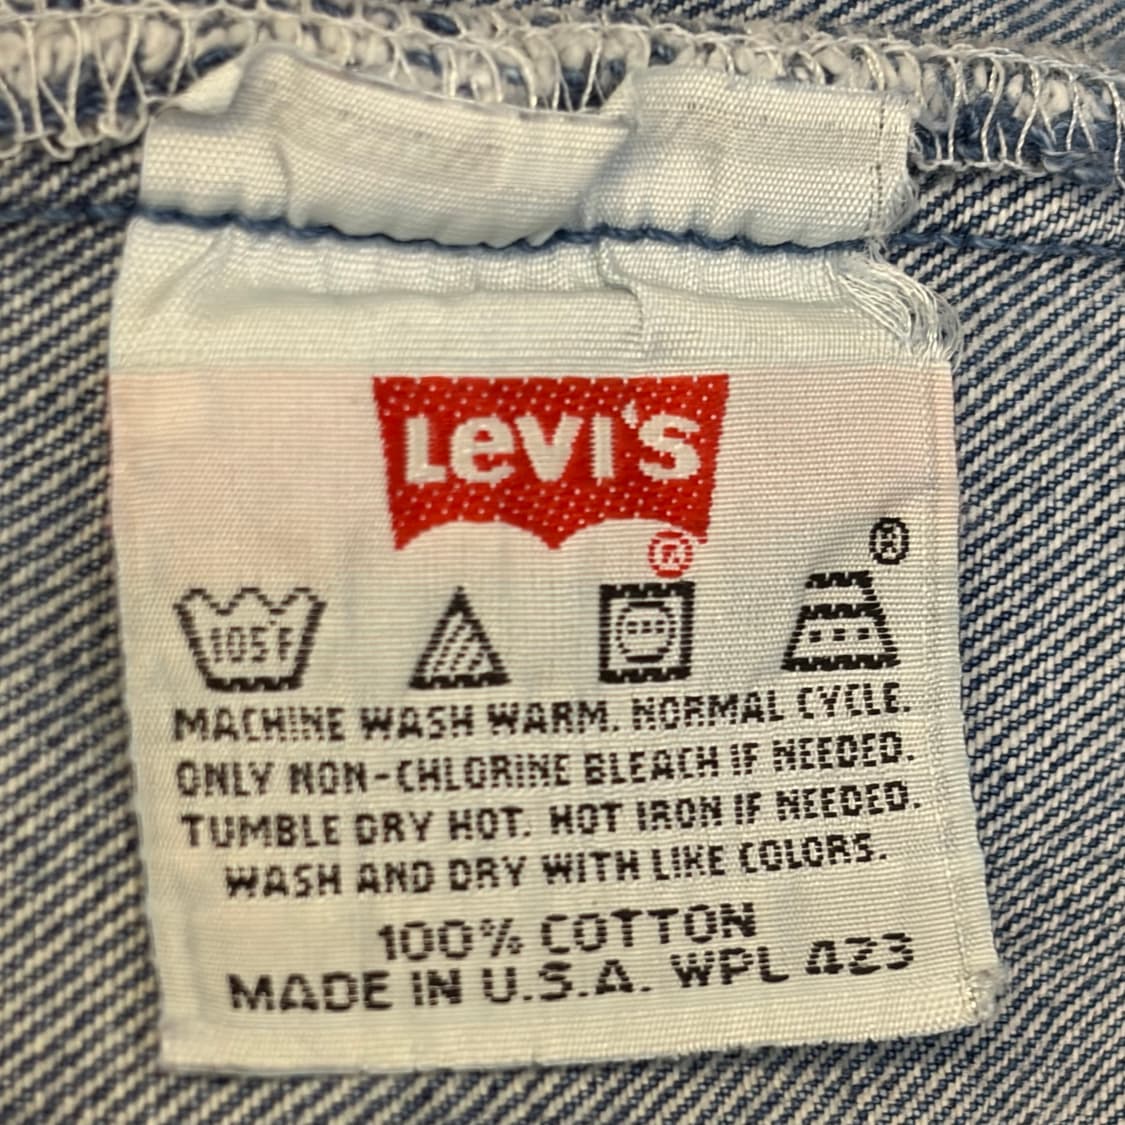 Levi's
®
®
105°F
MACHINE WASH WARM. NORMAL CYCLE.
ONLY NON-CHLORINE BLEACH IF NEEDED.
TUMBLE DRY HOT. HOT IRON IF NEEDED.
WASH AND DRY WITH LIKE COLORS.
100% COTTON
MADE IN U.S.A. WPL 423